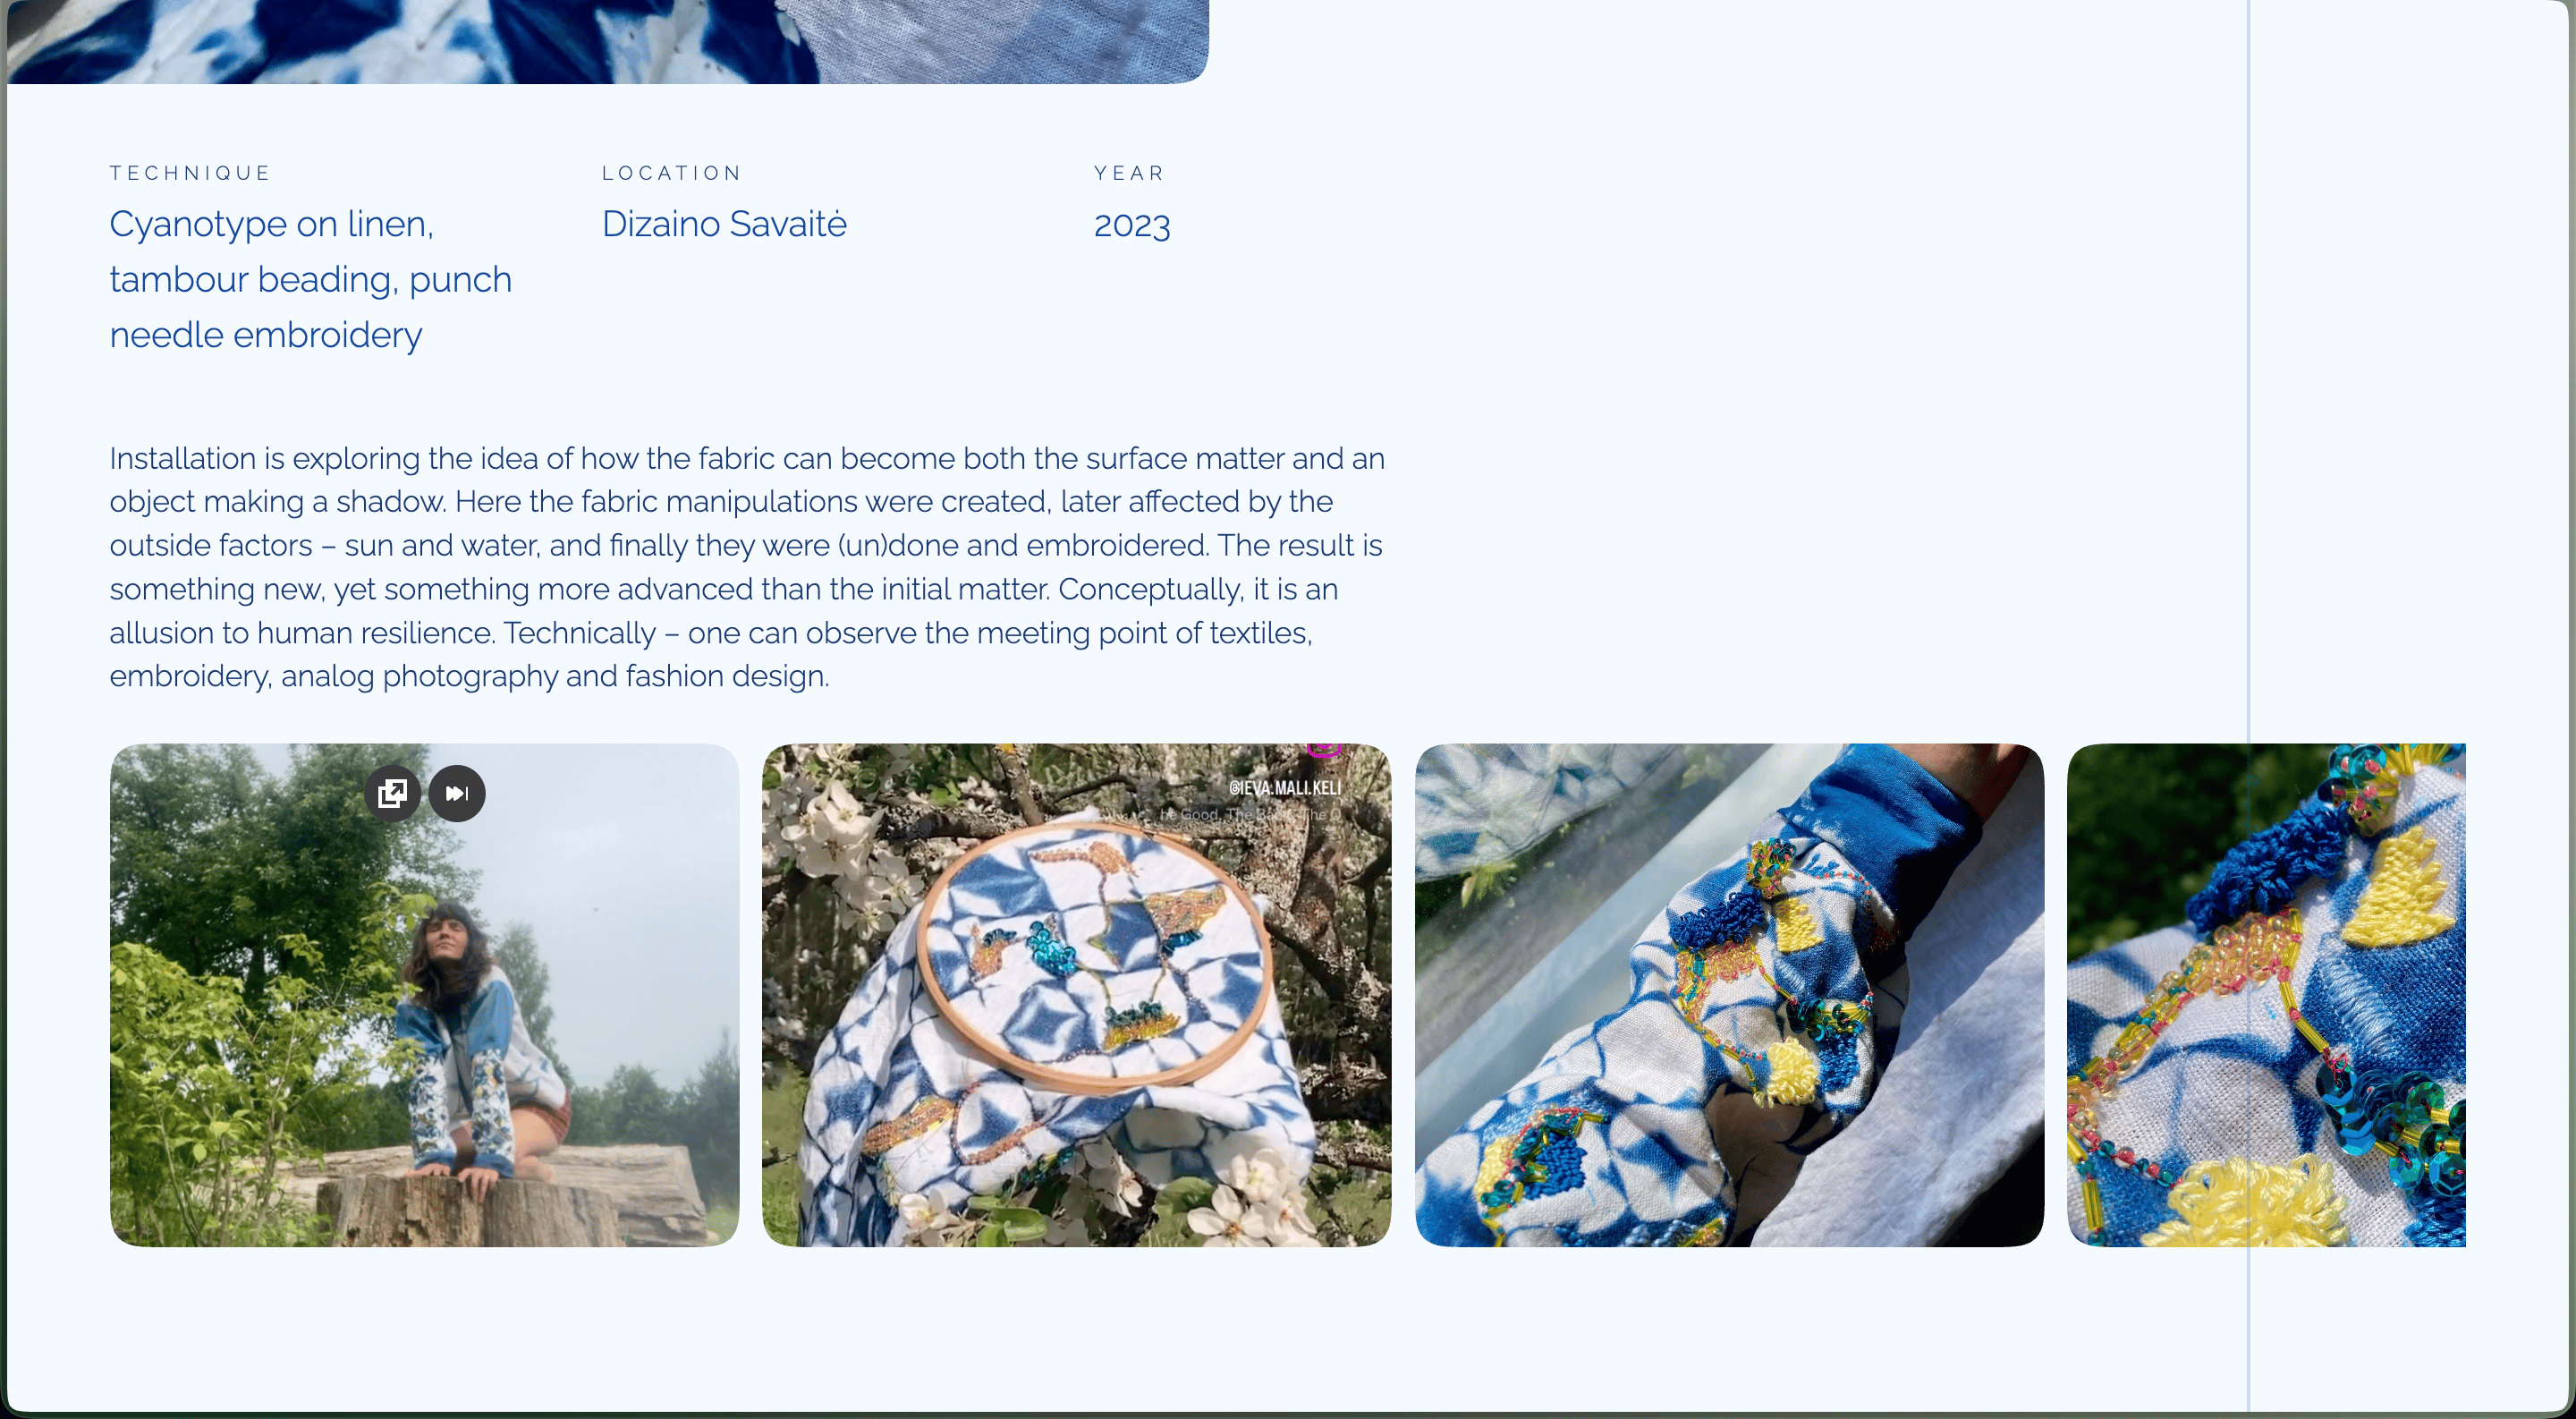 TECHNIQUE
Cyanotype on linen,
tambour beading, punch
needle embroidery
LOCATION
Dizaino Savaitė
YEAR
2023
Installation is exploring the idea of how the fabric can become both the surface matter and an
object making a shadow. Here the fabric manipulations were created, later affected by the
outside factors – sun and water, and finally they were (un)done and embroidered. The result is
something new, yet something more advanced than the initial matter. Conceptually, it is an
allusion to human resilience. Technically – one can observe the meeting point of textiles,
embroidery, analog photography and fashion design.
@IEVA.MALI.KELI
he Good, The The O